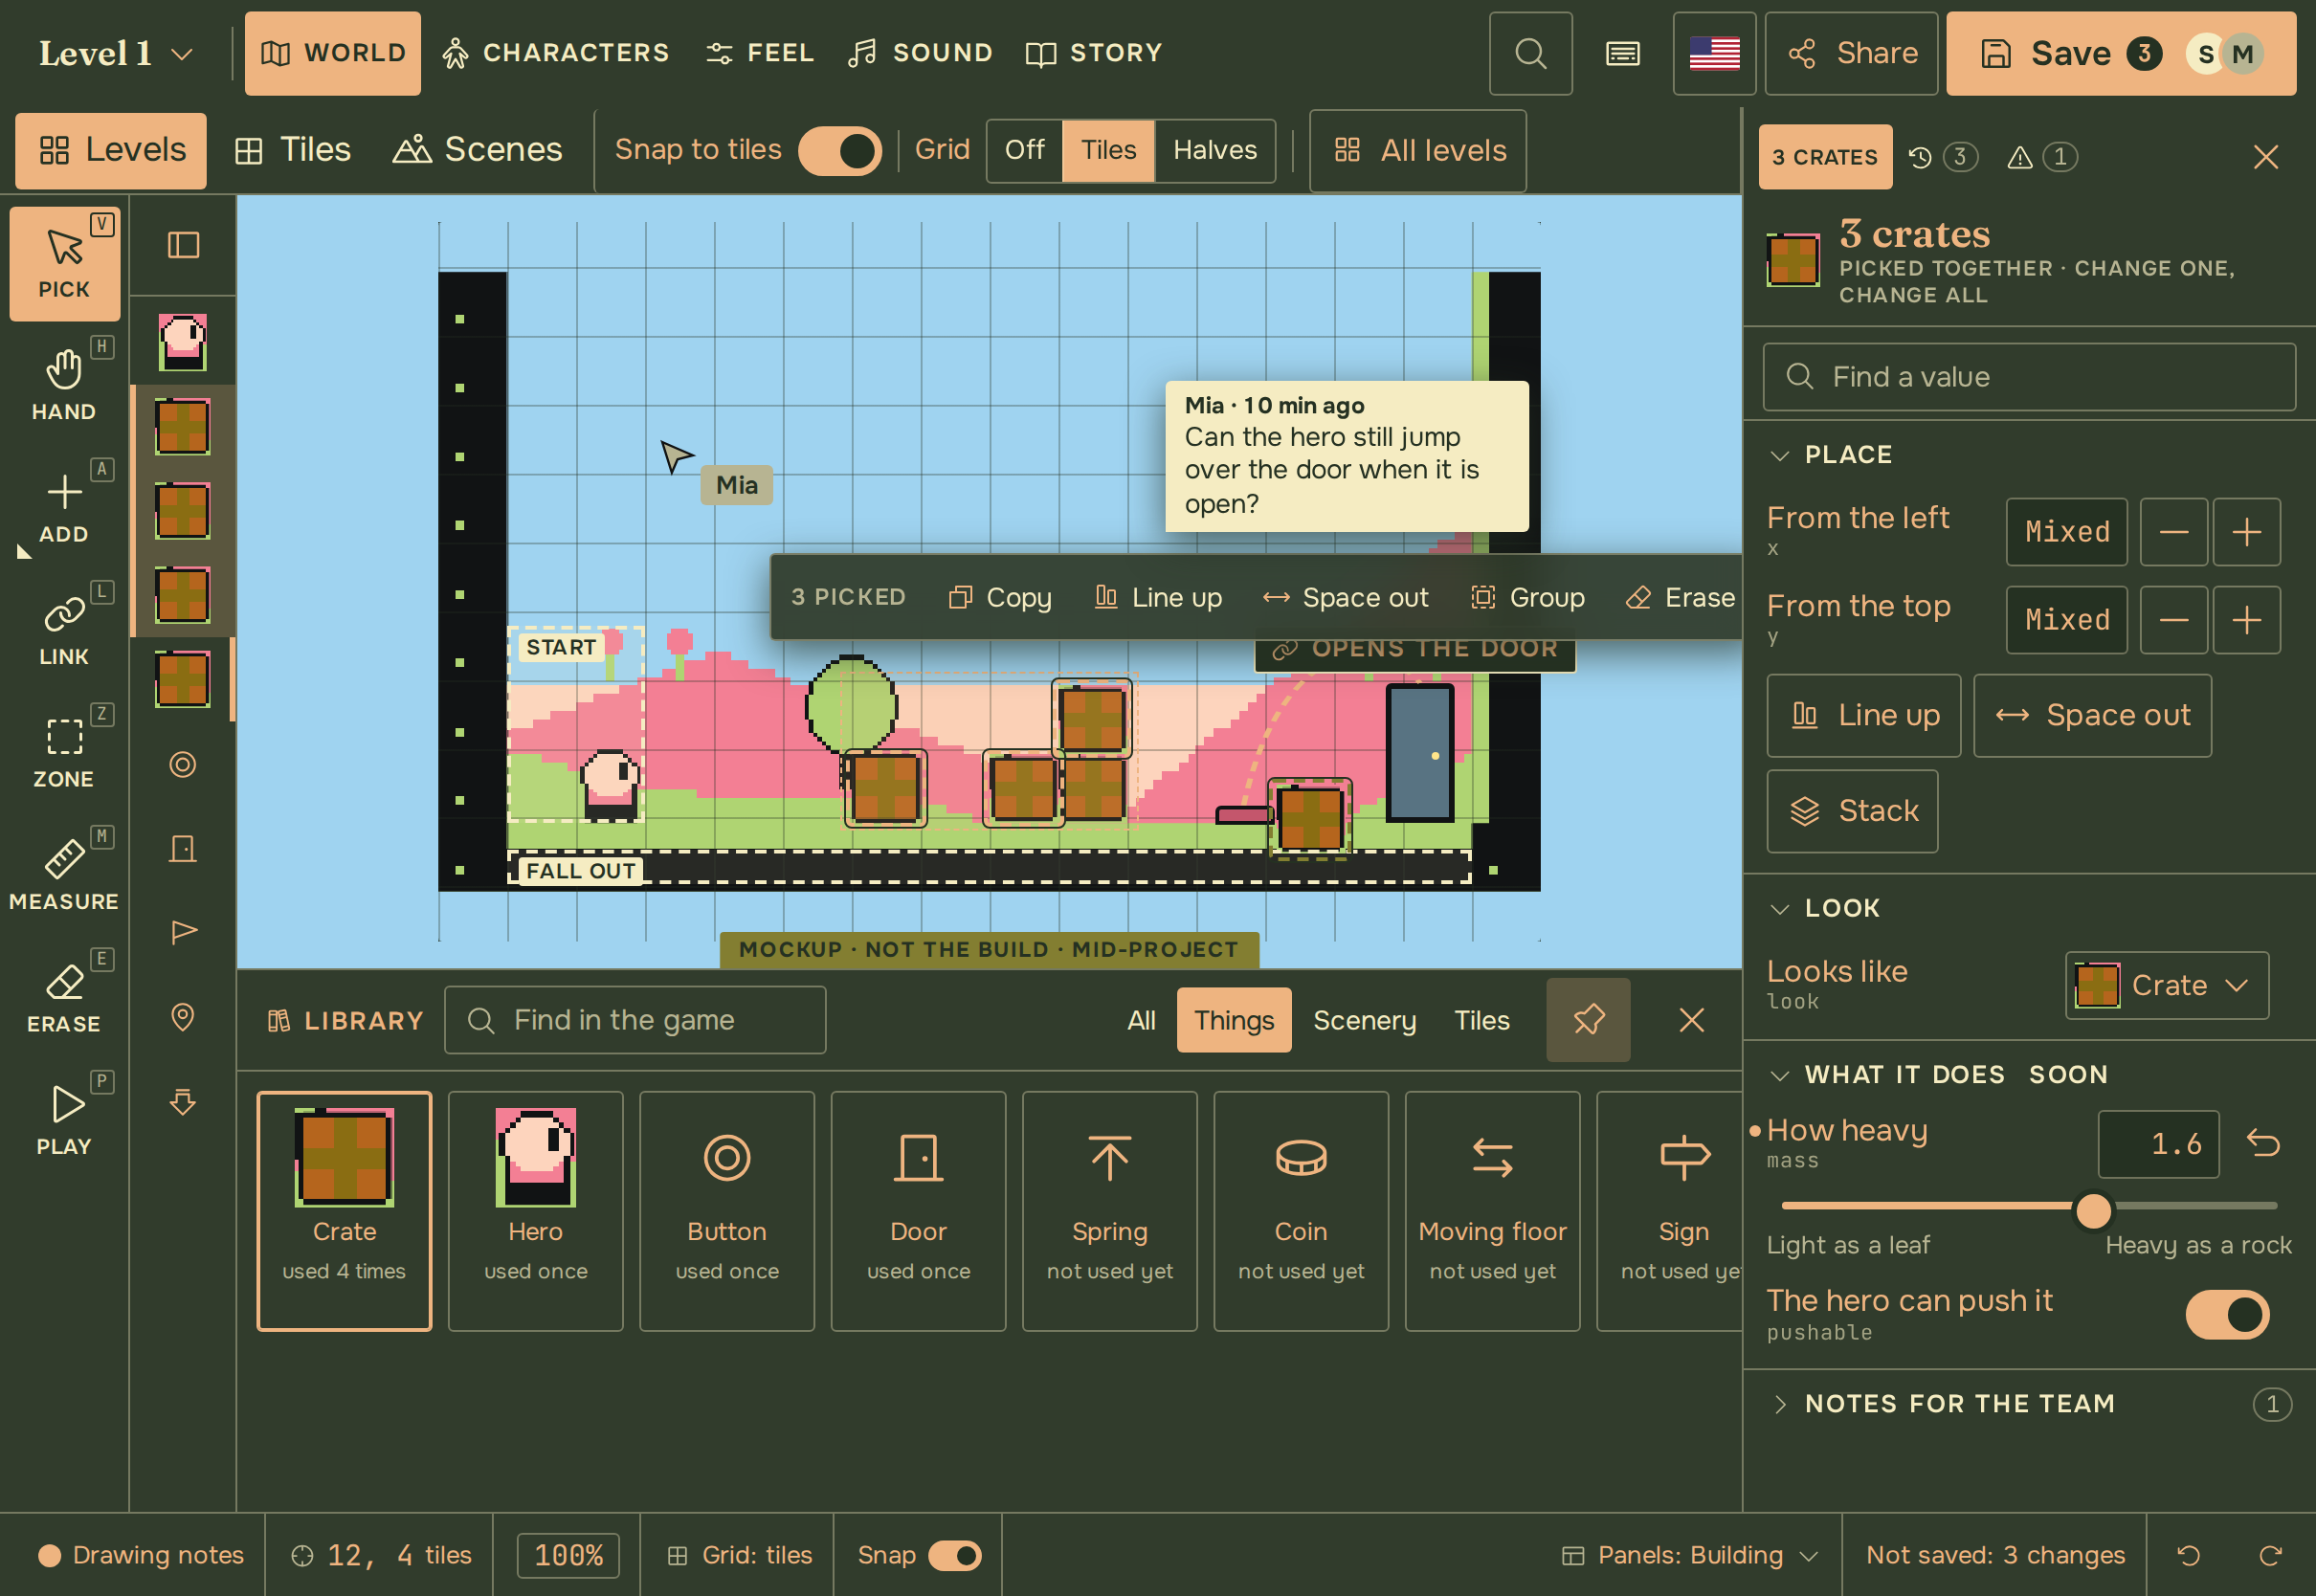 Level 1
WORLD
CHARACTERS
FEEL
SOUND
STORY
Share
Save 3
S M
Levels
Tiles
Scenes
Snap to tiles
Grid
Off
Tiles
Halves
All levels
3 CRATES
3
1
3 crates
PICKED TOGETHER · CHANGE ONE,
CHANGE ALL
Find a value
PLACE
From the left
x
Mixed
From the top
y
Mixed
Line up
Space out
Stack
LOOK
Looks like
look
Crate
WHAT IT DOES SOON
How heavy
mass
1.6
Light as a leaf
Heavy as a rock
The hero can push it
pushable
NOTES FOR THE TEAM
1
V
PICK
H
HAND
A
ADD
L
LINK
Z
ZONE
M
MEASURE
E
ERASE
P
PLAY
Mia · 10 min ago
Can the hero still jump
over the door when it is
open?
Mia
3 PICKED
Copy
Line up
Space out
Group
Erase
OPENS THE DOOR
START
FALL OUT
MOCKUP · NOT THE BUILD · MID-PROJECT
LIBRARY
Find in the game
All
Things
Scenery
Tiles
Crate
used 4 times
Hero
used once
Button
used once
Door
used once
Spring
not used yet
Coin
not used yet
Moving floor
not used yet
Sign
not used yet
Drawing notes
12, 4 tiles
100%
Grid: tiles
Snap
Panels: Building
Not saved: 3 changes